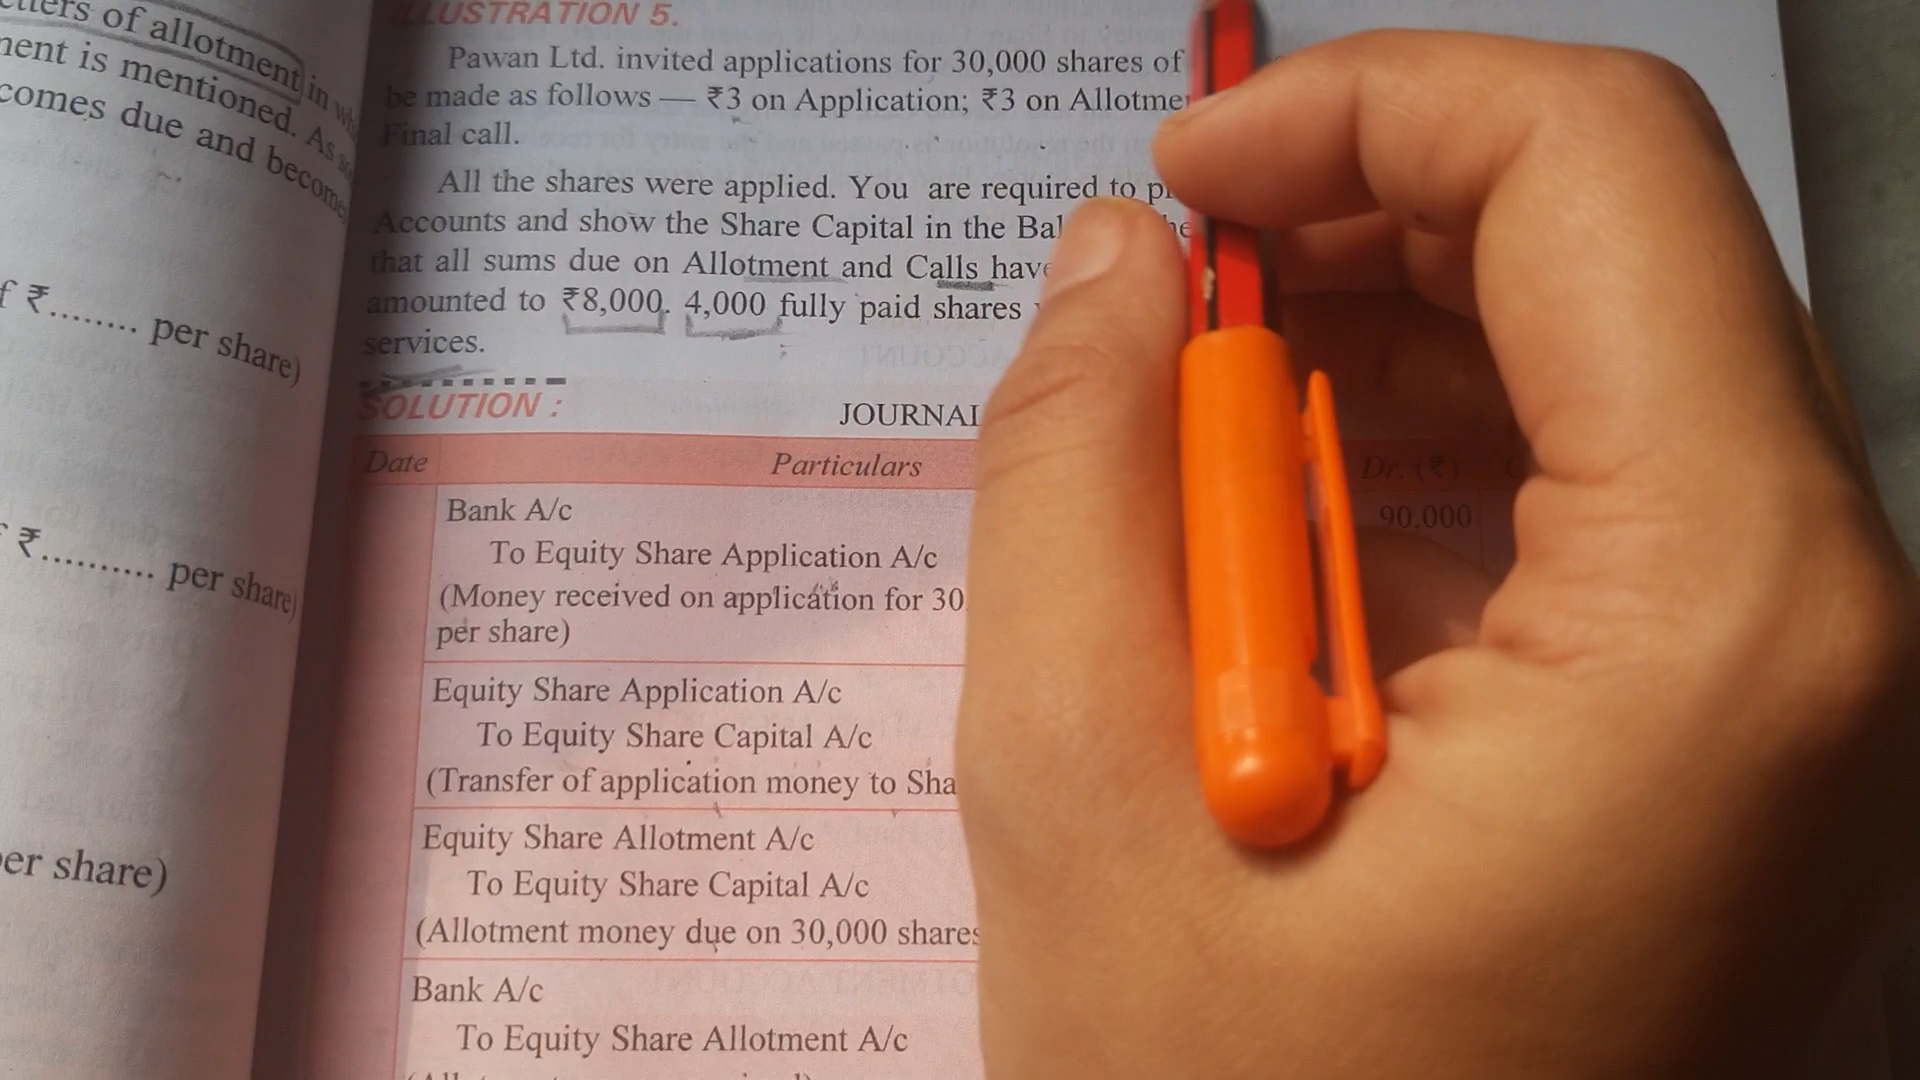 of allotment in
ment is mentioned. As
comes due and become
₹........ per share)
₹.......... per share)
per share)
ILLUSTRATION 5.
Pawan Ltd. invited applications for 30,000 shares of
be made as follows — ₹3 on Application; ₹3 on
Final call.
All the shares were applied. You are required to
Accounts and show the Share Capital in the
that all sums due on Allotment and Calls have
amounted to ₹8,000. 4,000 fully paid shares
services.
SOLUTION :
JOURNAL
Date Particulars Dr. (₹)
Bank A/c 90,000
To Equity Share Application A/c
(Money received on application for 30
per share)
Equity Share Application A/c
To Equity Share Capital A/c
(Transfer of application money to
Equity Share Allotment A/c
To Equity Share Capital A/c
(Allotment money due on 30,000 shares
Bank A/c
To Equity Share Allotment A/c